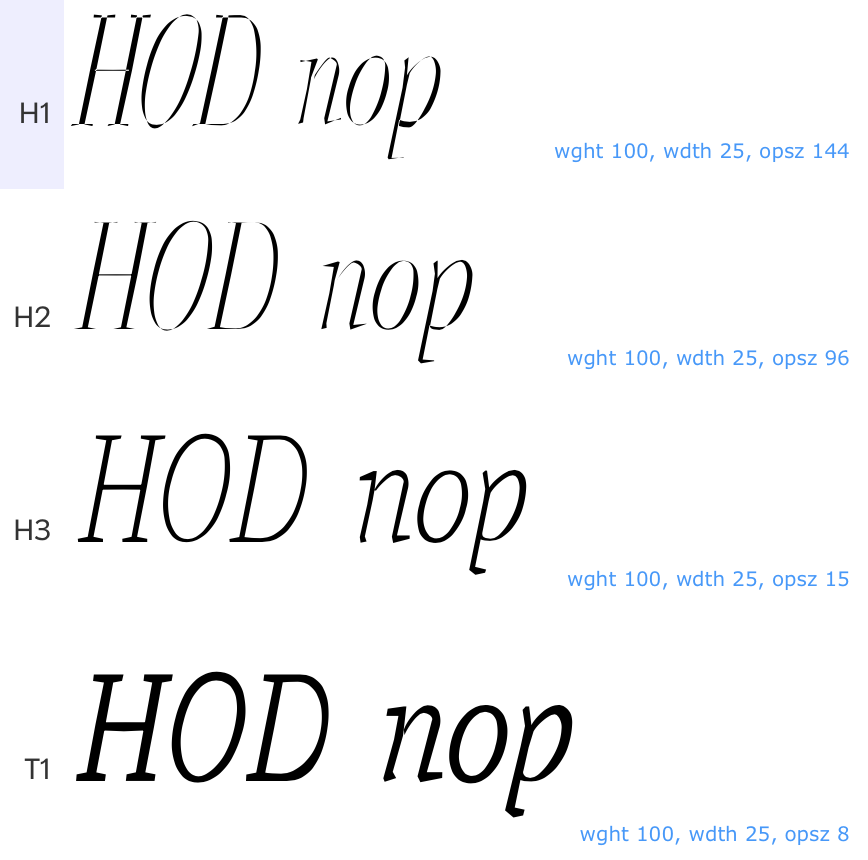 H1 HOD nop
wght 100, wdth 25, opsz 144
H2 HOD nop
wght 100, wdth 25, opsz 96
H3 HOD nop
wght 100, wdth 25, opsz 15
T1 HOD nop
wght 100, wdth 25, opsz 8